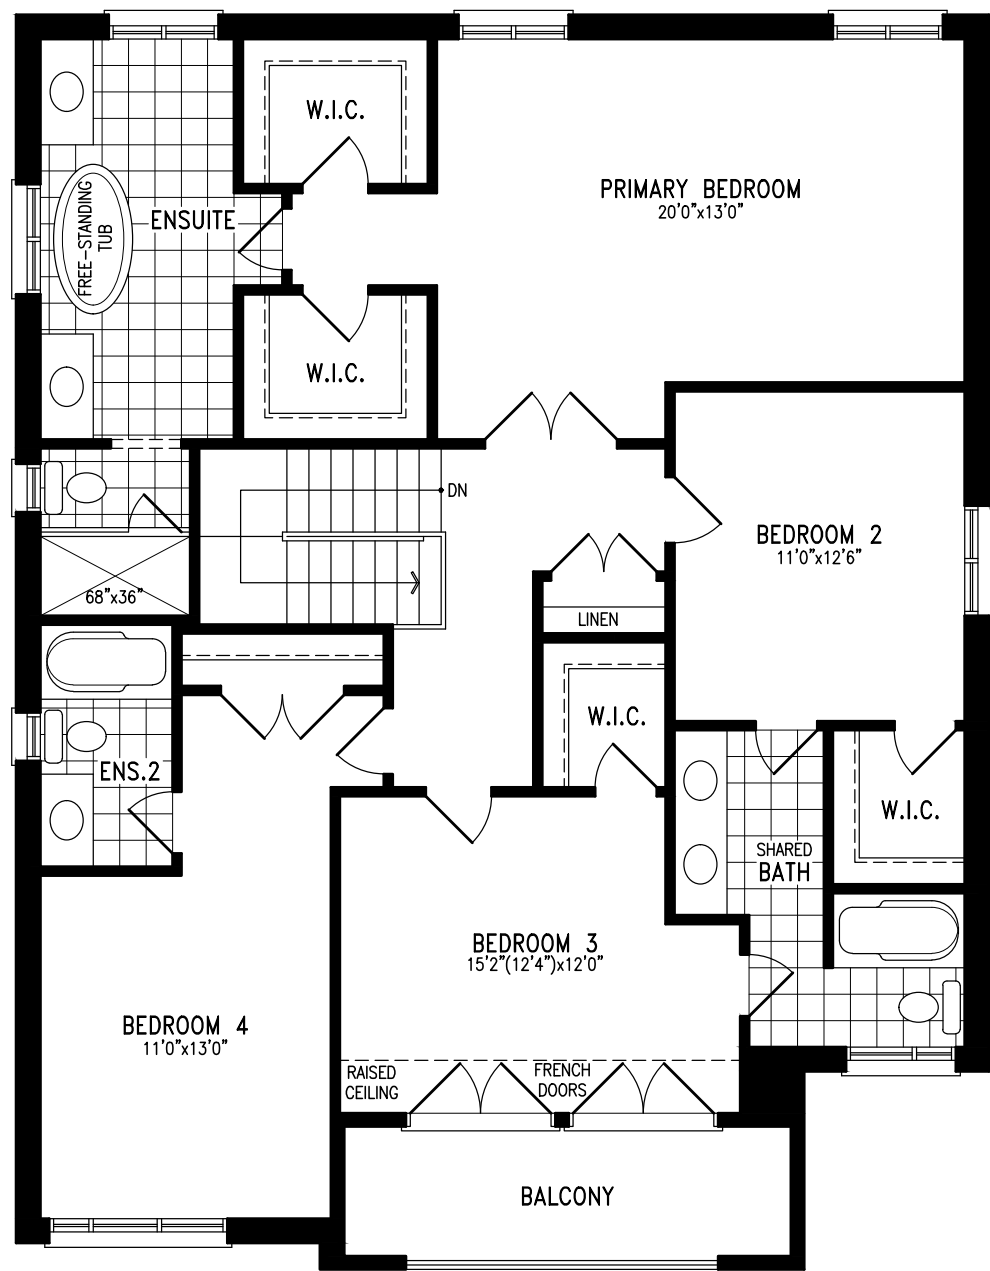 W.I.C.
PRIMARY BEDROOM
20'0"x13'0"
ENSUITE
FREE-STANDING
TUB
W.I.C.
DN
BEDROOM 2
11'0"x12'6"
68"x36"
LINEN
W.I.C.
ENS.2
W.I.C.
SHARED
BATH
BEDROOM 3
15'2"(12'4")x12'0"
BEDROOM 4
11'0"x13'0"
RAISED
CEILING
FRENCH
DOORS
BALCONY